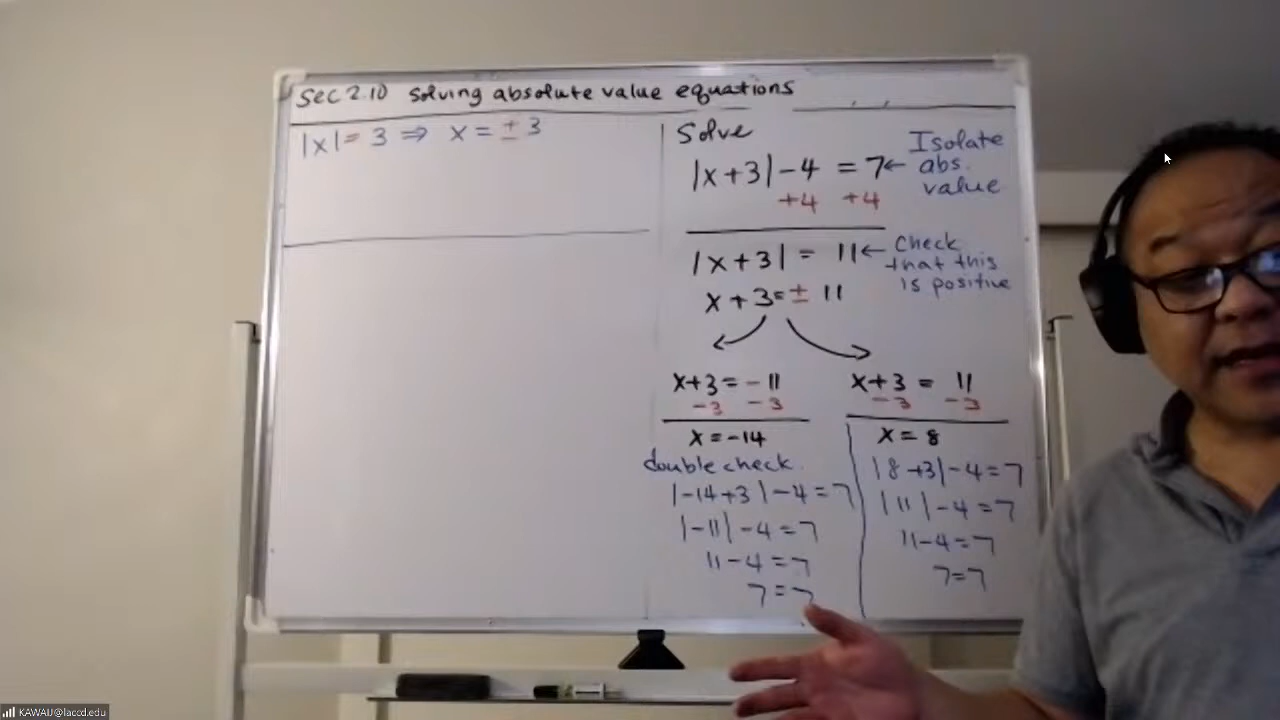 Sec 2.10 solving absolute value equations
|x| = 3 ⇒ x = ± 3
Solve
|x+3| - 4 = 7 ← Isolate abs. value
+4 +4
|x+3| = 11 ← Check that this is positive
x + 3 = ± 11
x+3 = -11
-3 -3
x = -14
double check
|-14+3| - 4 = 7
|-11| - 4 = 7
11 - 4 = 7
7 = 7
x+3 = 11
-3 -3
x = 8
|8+3| - 4 = 7
|11| - 4 = 7
11 - 4 = 7
7 = 7
KAWAIJ@laccd.edu